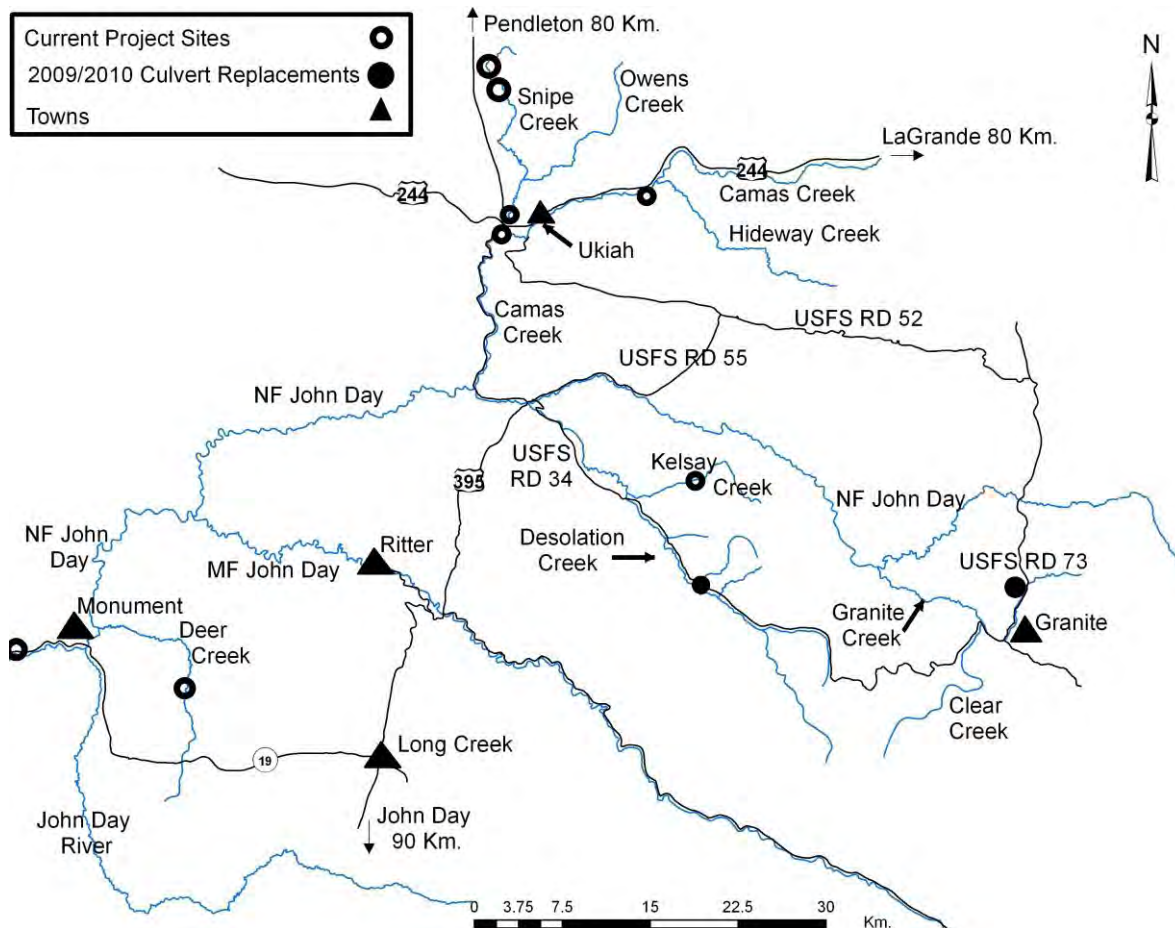 Current Project Sites
2009/2010 Culvert Replacements
Towns
Pendleton 80 Km.
N
Snipe
Creek
Owens
Creek
LaGrande 80 Km.
244
244
Camas Creek
Hideway Creek
Ukiah
Camas
Creek
USFS RD 52
USFS RD 55
NF John Day
USFS
RD 34
395
Kelsay
Creek
NF John Day
NF John
Day
Ritter
MF John Day
Desolation
Creek
USFS RD 73
Monument
Deer
Creek
Granite
Creek
Granite
Clear
Creek
Long Creek
19
John Day
River
John Day
90 Km.
0 3.75 7.5 15 22.5 30
Km.